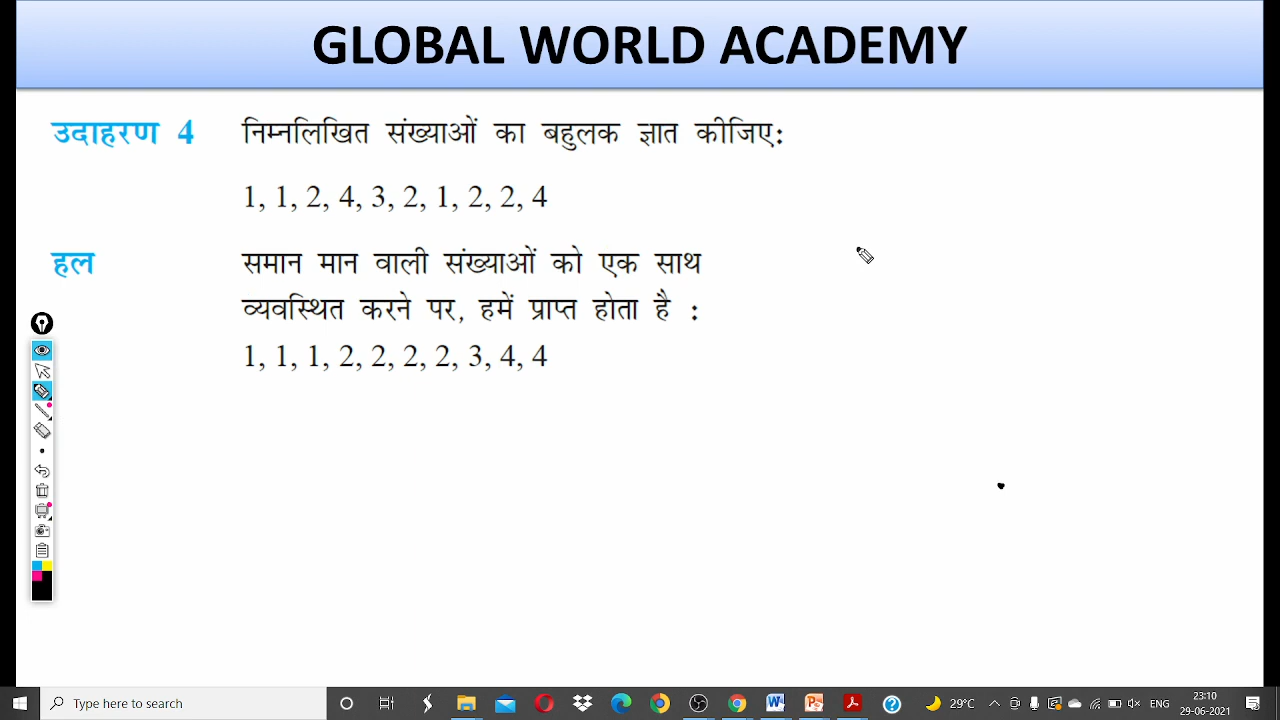 GLOBAL WORLD ACADEMY
उदाहरण 4 निम्नलिखित संख्याओं का बहुलक ज्ञात कीजिए:
1, 1, 2, 4, 3, 2, 1, 2, 2, 4
हल समान मान वाली संख्याओं को एक साथ
व्यवस्थित करने पर, हमें प्राप्त होता है :
1, 1, 1, 2, 2, 2, 2, 3, 4, 4
Type here to search
29°C
ENG
23:10
29-06-2021